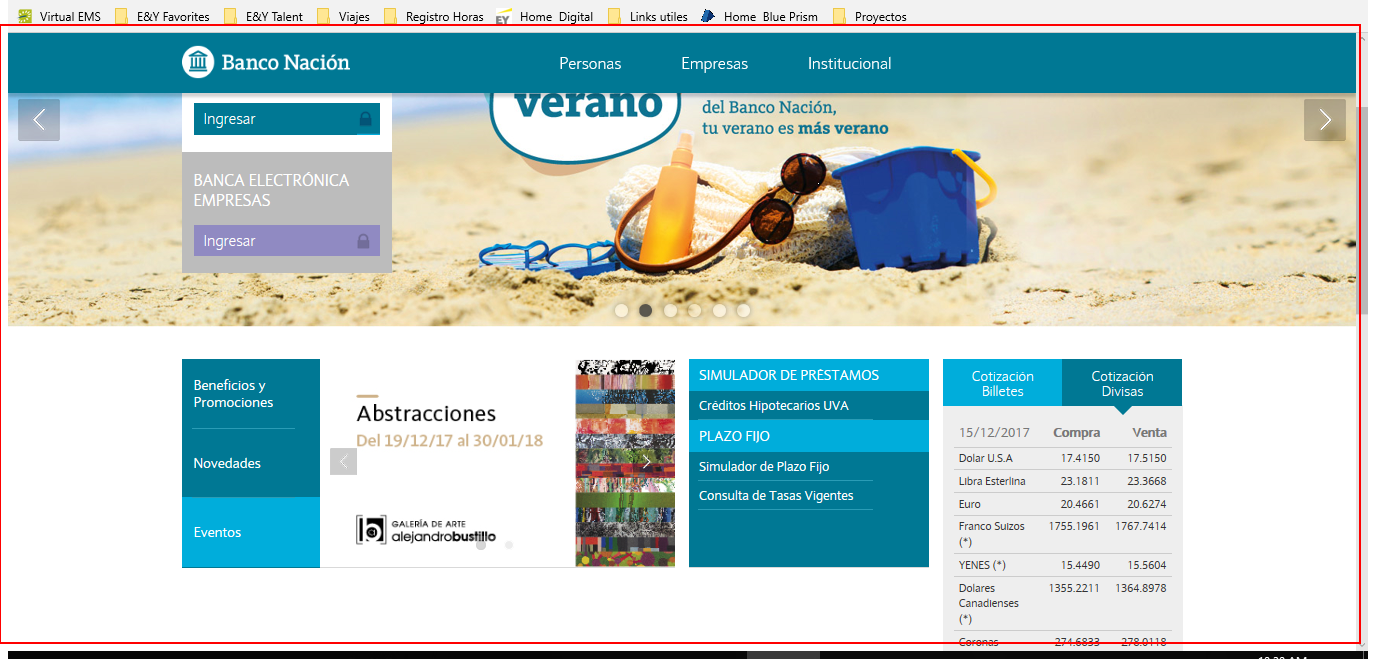 Virtual EMS E&Y Favorites E&Y Talent Viajes Registro Horas EY Home Digital Links utiles Home Blue Prism Proyectos
Banco Nación Personas Empresas Institucional
verano
del Banco Nación,
tu verano es más verano
Ingresar
BANCA ELECTRÓNICA
EMPRESAS
Ingresar
Beneficios y
Promociones
Novedades
Eventos
Abstracciones
Del 19/12/17 al 30/01/18
GALERÍA DE ARTE
alejandrobustillo
SIMULADOR DE PRÉSTAMOS
Créditos Hipotecarios UVA
PLAZO FIJO
Simulador de Plazo Fijo
Consulta de Tasas Vigentes
Cotización
Billetes
Cotización
Divisas
15/12/2017 Compra Venta
Dolar U.S.A 17.4150 17.5150
Libra Esterlina 23.1811 23.3668
Euro 20.4661 20.6274
Franco Suizos 1755.1961 1767.7414
(*)
YENES (*) 15.4490 15.5604
Dolares 1355.2211 1364.8978
Canadienses
(*)
Coronas 274.6833 278.0118